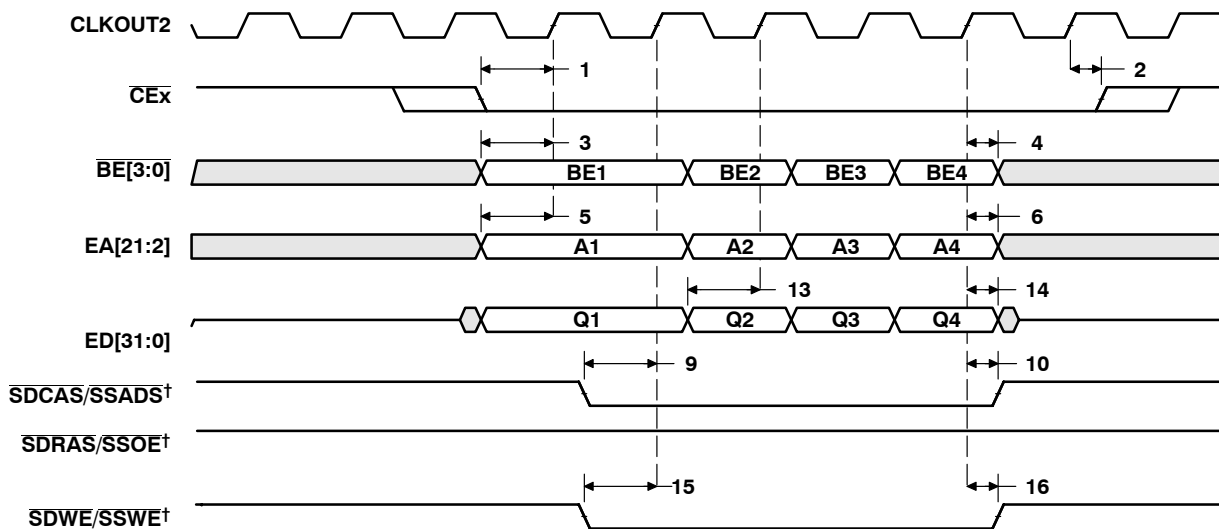 CLKOUT2
1
2
CEx
3
4
BE[3:0]
BE1
BE2
BE3
BE4
5
6
EA[21:2]
A1
A2
A3
A4
13
14
ED[31:0]
Q1
Q2
Q3
Q4
9
10
SDCAS/SSADS†
SDRAS/SSOE†
15
16
SDWE/SSWE†